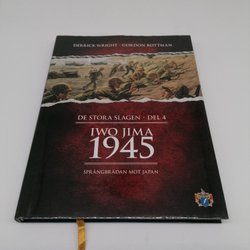 DERRICK WRIGHT · GORDON ROTTMAN
DE STORA SLAGEN · DEL 4
IWO JIMA
1945
SPRÅNGBRÄDAN MOT JAPAN